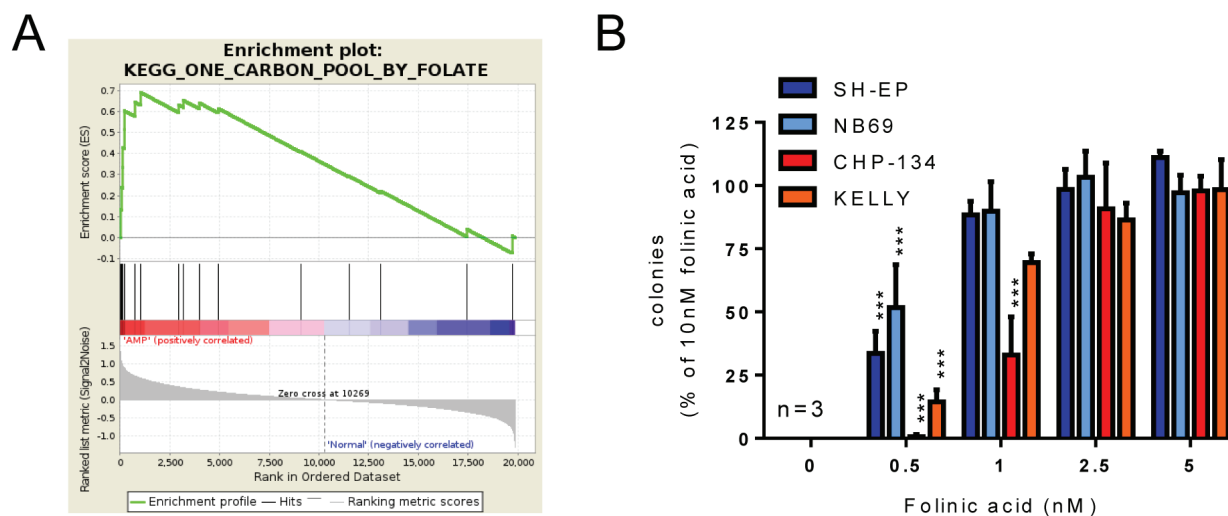 A
Enrichment plot:
KEGG_ONE_CARBON_POOL_BY_FOLATE
Enrichment score (ES)
0.7
0.6
0.5
0.4
0.3
0.2
0.1
0.0
-0.1
'AMP' (positively correlated)
Ranked list metric (Signal2Noise)
1.5
1.0
0.5
0.0
-0.5
-1.0
Zero cross at 10269
'Normal' (negatively correlated)
0 2,500 5,000 7,500 10,000 12,500 15,000 17,500 20,000
Rank in Ordered Dataset
Enrichment profile Hits Ranking metric scores
B
SH-EP
NB69
CHP-134
KELLY
colonies
(% of 10nM folinic acid)
125
100
75
50
25
0
n=3
***
***
***
***
***
0 0.5 1 2.5 5
Folinic acid (nM)